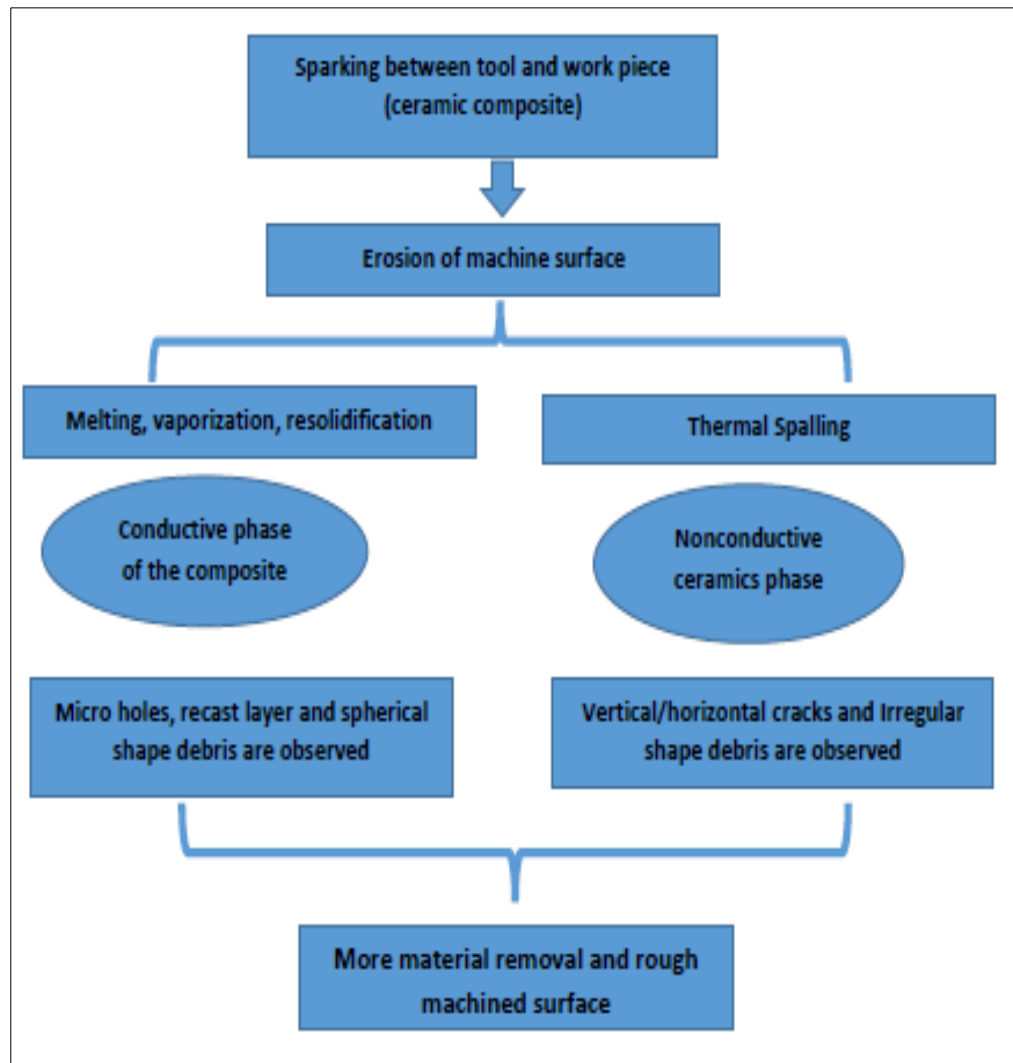 Sparking between tool and work piece
(ceramic composite)
Erosion of machine surface
Melting, vaporization, resolidification
Thermal Spalling
Conductive phase
of the composite
Nonconductive
ceramics phase
Micro holes, recast layer and spherical
shape debris are observed
Vertical/horizontal cracks and Irregular
shape debris are observed
More material removal and rough
machined surface